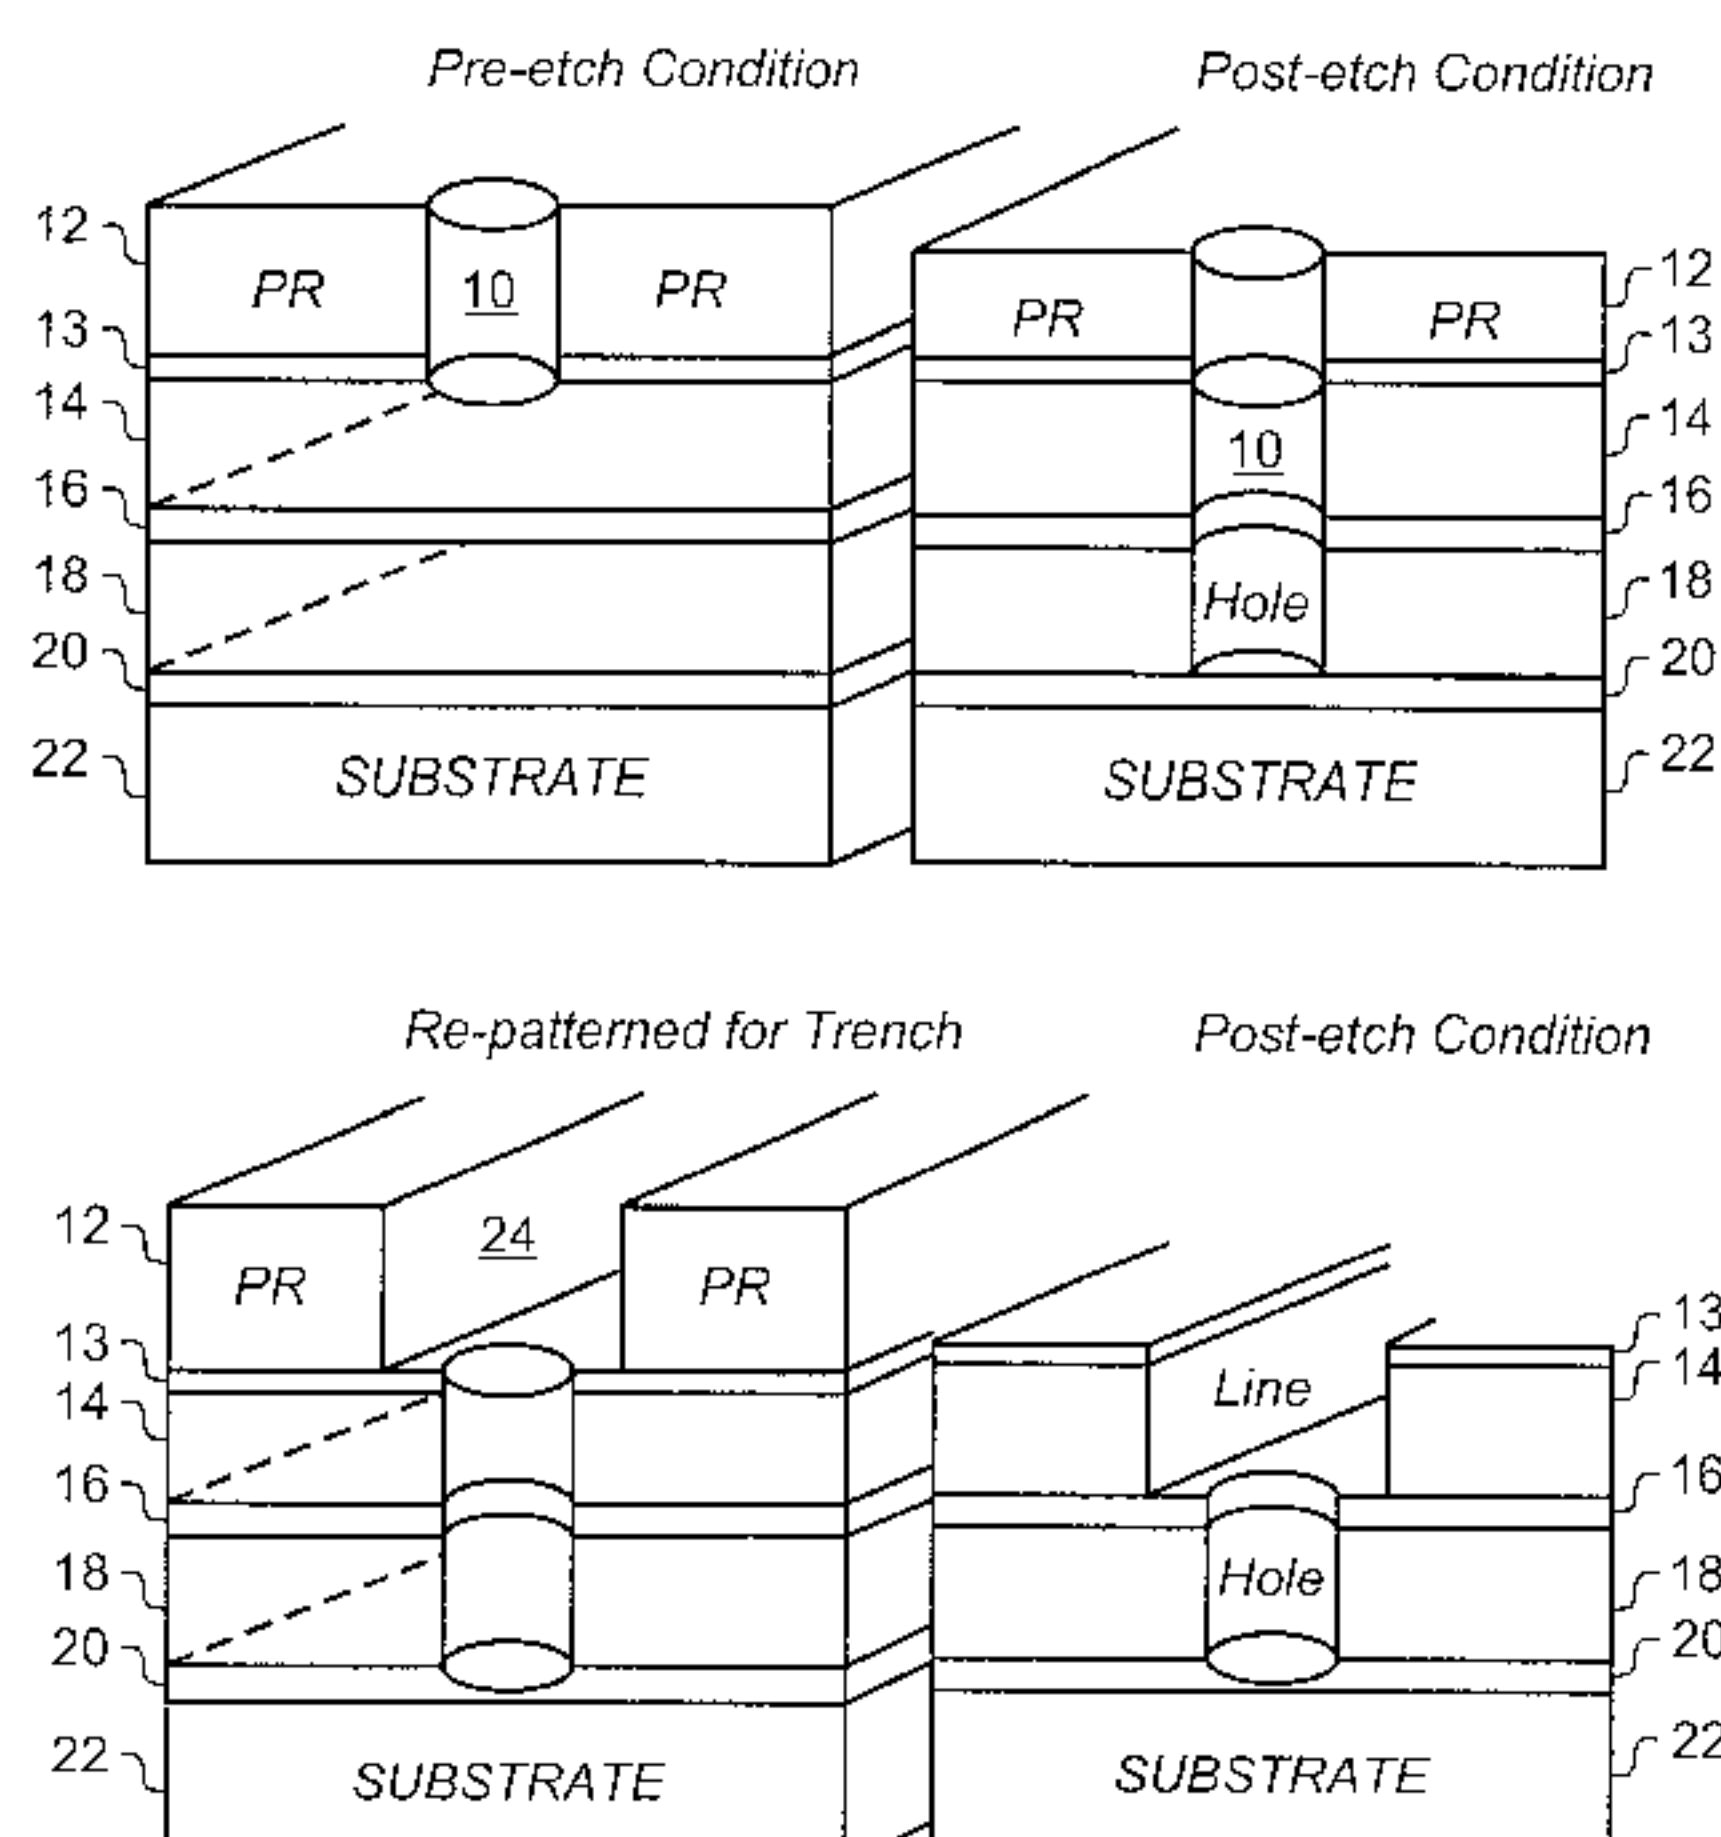 Pre-etch Condition
Post-etch Condition
12
PR
10
PR
13
14
16
18
20
22
SUBSTRATE
PR
PR
12
13
10
14
16
Hole
18
20
SUBSTRATE
22
Re-patterned for Trench
Post-etch Condition
12
24
PR
PR
13
14
16
18
20
22
SUBSTRATE
13
Line
14
16
Hole
18
20
SUBSTRATE
22